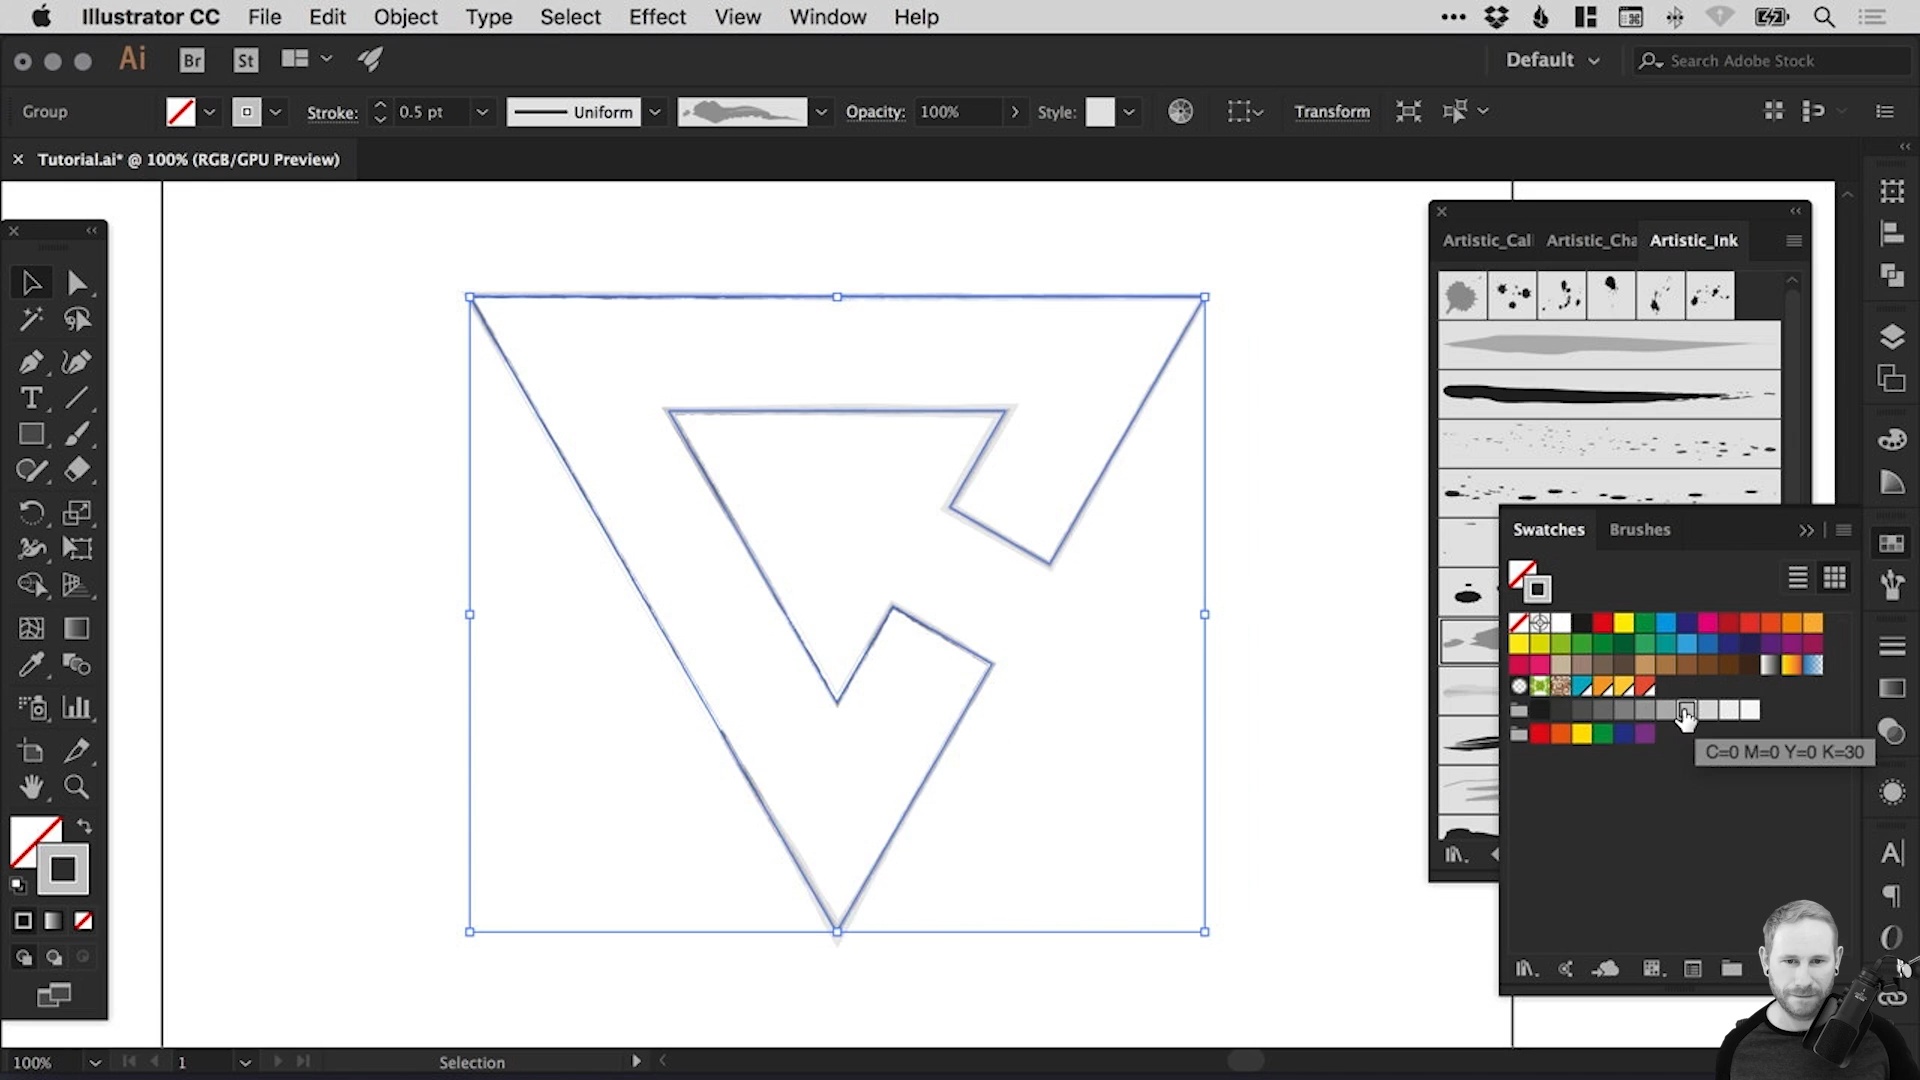 Illustrator CC File Edit Object Type Select Effect View Window Help
Ai Br St Default Search Adobe Stock
Group Stroke: 0.5 pt Uniform Opacity: 100% Style: Transform
× Tutorial.ai* @ 100% (RGB/GPU Preview)
Artistic_Cal Artistic_Cha Artistic_Ink
Swatches Brushes
C=0 M=0 Y=0 K=30
100% 1 Selection